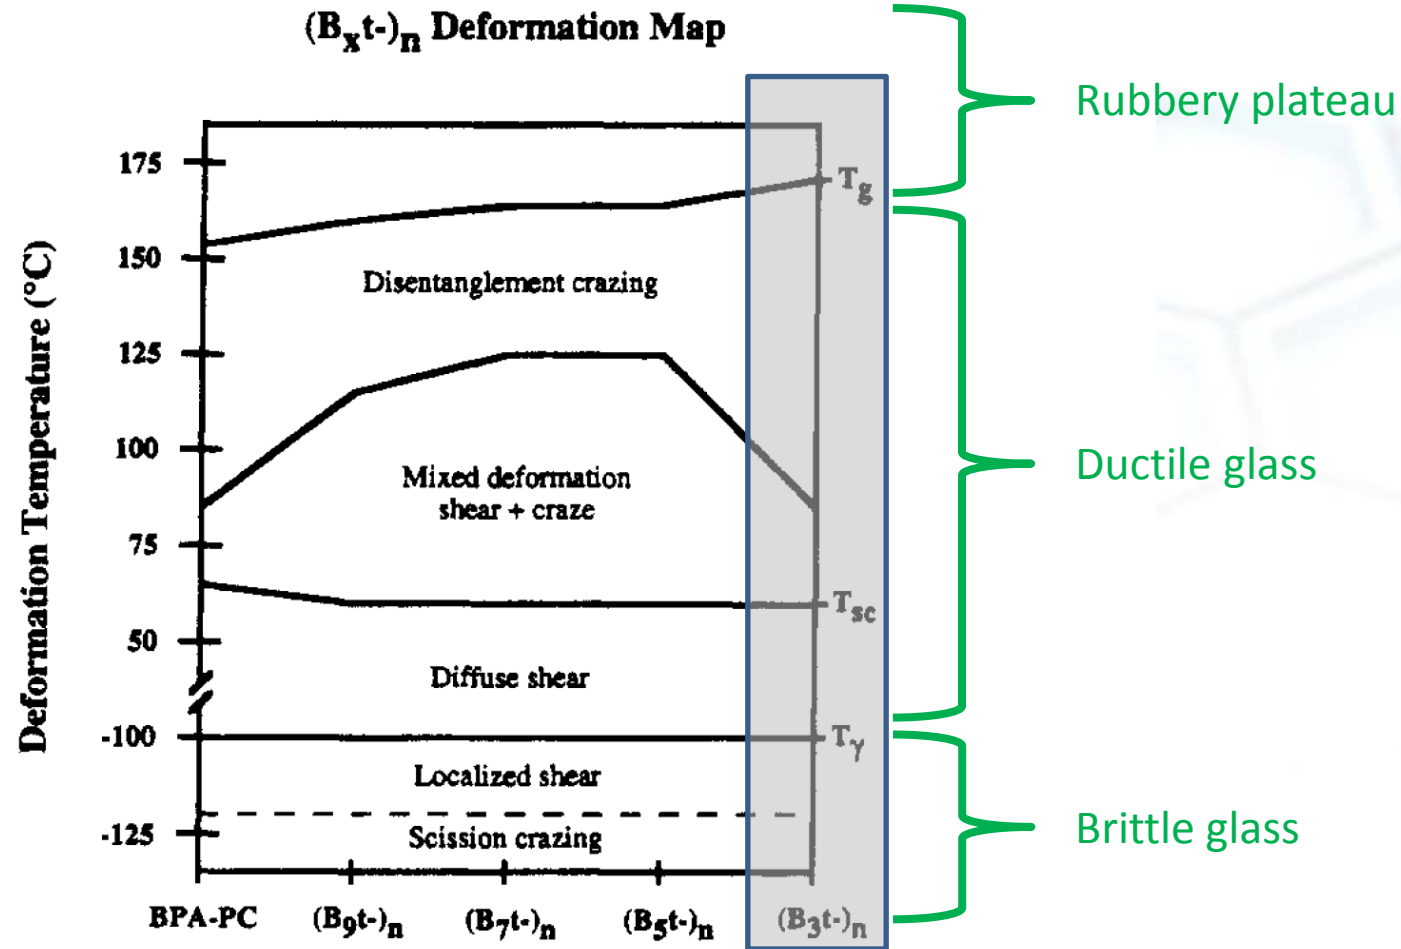 (Bxt-)n Deformation Map
Rubbery plateau
175
Tg
150
Disentanglement crazing
125
100
Mixed deformation
shear + craze
Ductile glass
75
Tsc
50
Diffuse shear
-100
Tγ
Localized shear
-125
Scission crazing
Brittle glass
Deformation Temperature (°C)
BPA-PC (B9t-)n (B7t-)n (B5t-)n (B3t-)n